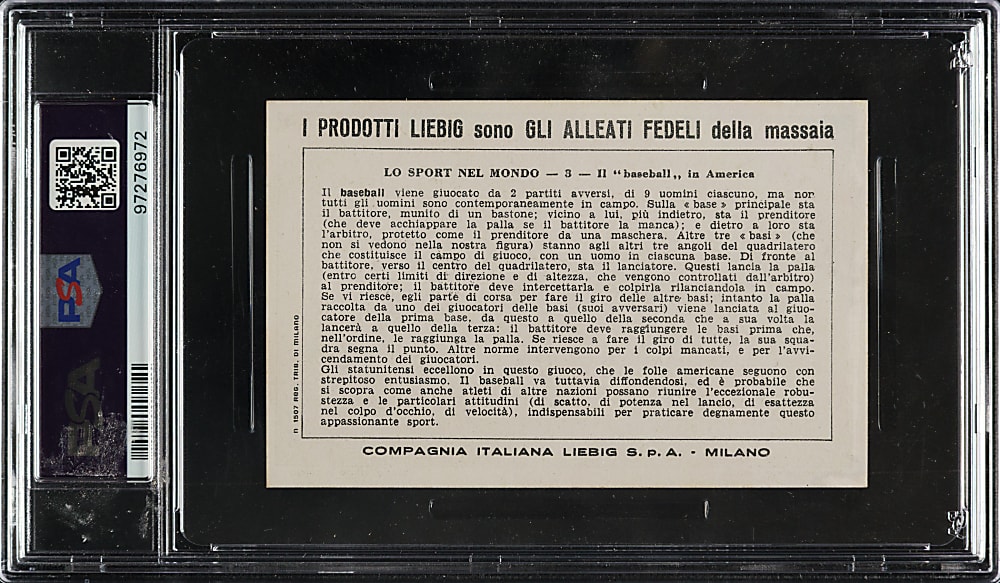 I PRODOTTI LIEBIG sono GLI ALLEATI FEDELI della massaia
LO SPORT NEL MONDO — 3 — Il “baseball„ in America
Il baseball viene giuocato da 2 partiti avversi, di 9 uomini ciascuno, ma non
tutti gli uomini sono contemporaneamente in campo. Sulla « base » principale sta
il battitore, munito di un bastone; vicino a lui, più indietro, sta il prenditore
(che deve acchiappare la palla se il battitore la manca); e dietro a loro sta
l'arbitro, protetto come il prenditore da una maschera. Altre tre « basi » (che
non si vedono nella nostra figura) stanno agli altri tre angoli del quadrilatero
che costituisce il campo di giuoco, con un uomo in ciascuna base. Di fronte al
battitore, verso il centro del quadrilatero, sta il lanciatore. Questi lancia la palla
(entro certi limiti di direzione e di altezza, che vengono controllati dall'arbitro)
al prenditore; il battitore deve intercettarla e colpirla rilanciandola in campo.
Se vi riesce, egli parte di corsa per fare il giro delle altre basi; intanto la palla
raccolta da uno dei giuocatori delle basi (suoi avversari) viene lanciata al giuo-
catore della prima base, da questo a quello della seconda che a sua volta la
lancerà a quello della terza: il battitore deve raggiungere le basi prima che,
nell'ordine, le raggiunga la palla. Se riesce a fare il giro di tutte, la sua squa-
dra segna il punto. Altre norme intervengono per i colpi mancati, e per l'avvi-
cendamento dei giuocatori.
Gli statunitensi eccellono in questo giuoco, che le folle americane seguono con
strepitoso entusiasmo. Il baseball va tuttavia diffondendosi, ed è probabile che
si scopra come anche atleti di altre nazioni possano riunire l'eccezionale robu-
stezza e le particolari attitudini (di scatto, di potenza nel lancio, di esattezza
nel colpo d'occhio, di velocità), indispensabili per praticare degnamente questo
appassionante sport.
COMPAGNIA ITALIANA LIEBIG S.p.A. - MILANO
n 1507 REG. TRIB. DI MILANO
97276972
PSA
PSA